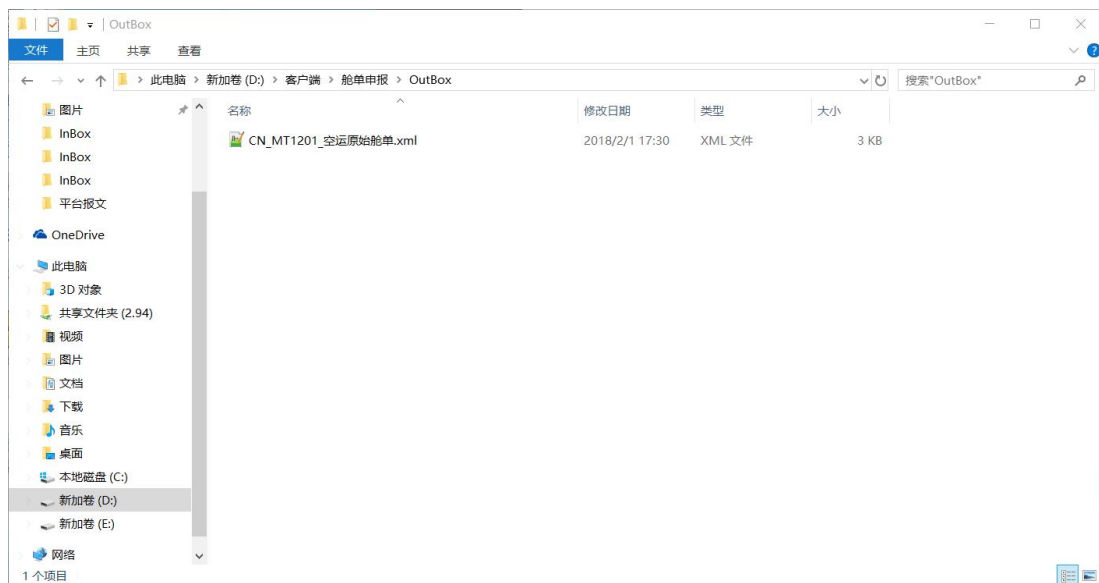 OutBox
文件 主页 共享 查看
此电脑 > 新加卷 (D:) > 客户端 > 舱单申报 > OutBox 搜索"OutBox"
名称 修改日期 类型 大小
CN_MT1201_空运原始舱单.xml 2018/2/1 17:30 XML 文件 3 KB
图片
InBox
InBox
InBox
平台报文
OneDrive
此电脑
3D 对象
共享文件夹 (2.94)
视频
图片
文档
下载
音乐
桌面
本地磁盘 (C:)
新加卷 (D:)
新加卷 (E:)
网络
1 个项目